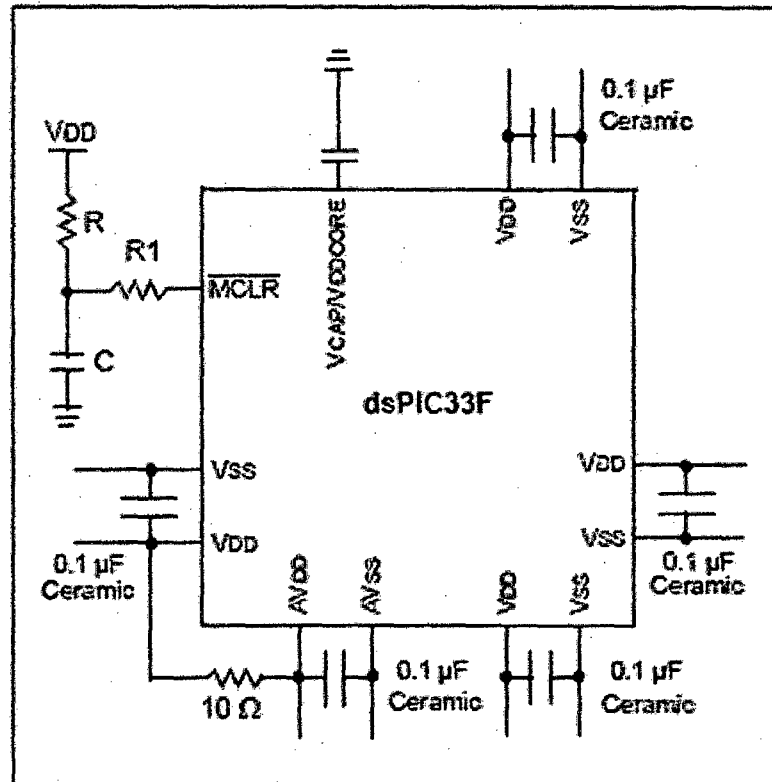 0.1 µF
Ceramic
VDD
R
R1
MCLR
VCAP/VDDCORE
VDD
VSS
dsPIC33F
C
VSS
VDD
0.1 µF
Ceramic
VDD
VSS
0.1 µF
Ceramic
AVDD
AVSS
VDD
VSS
10 Ω
0.1 µF
Ceramic
0.1 µF
Ceramic